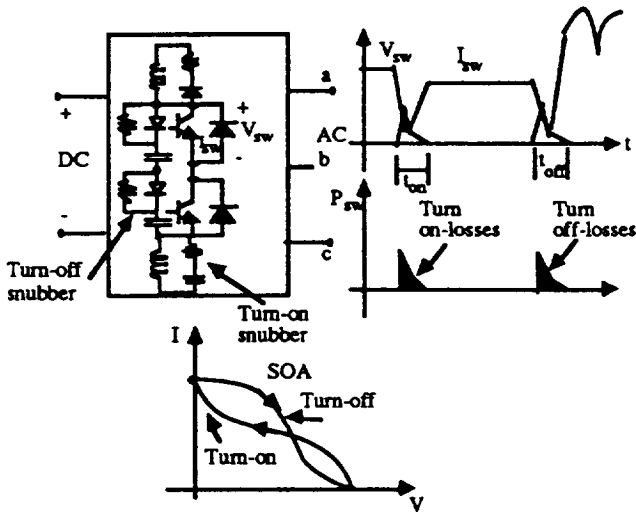 V_sw
I_sw
a
+
+
V_sw
I_sw
AC
t
DC
-
b
t_on
t_off
P_sw
-
Turn
on-losses
Turn
off-losses
c
Turn-off
snubber
Turn-on
snubber
I
SOA
Turn-off
Turn-on
V